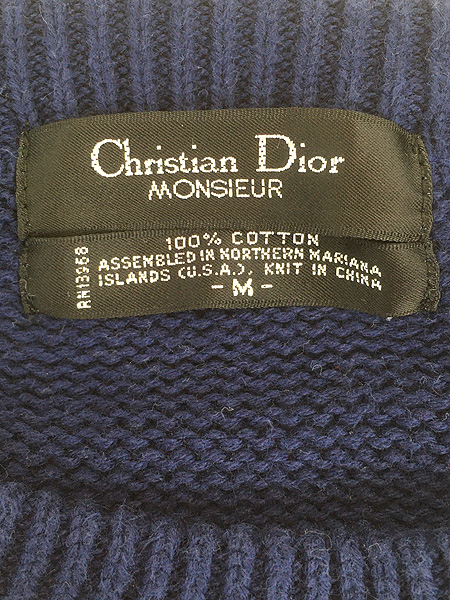 Christian Dior
MONSIEUR
100% COTTON
ASSEMBLED IN NORTHERN MARIANA
ISLANDS (U.S.A.), KNIT IN CHINA
- M -
RN13968